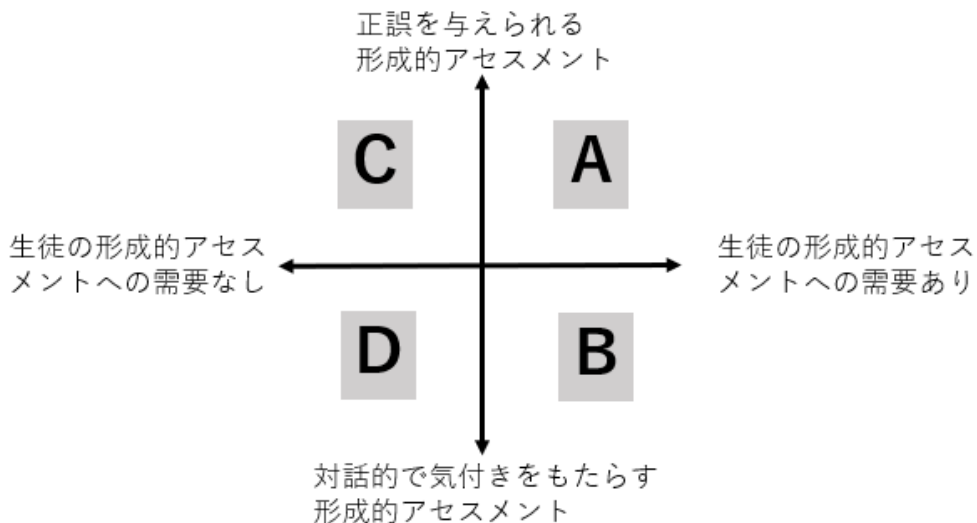 正誤を与えられる
形成的アセスメント
C
A
生徒の形成的アセス
メントへの需要なし
生徒の形成的アセス
メントへの需要あり
D
B
対話的で気付きをもたらす
形成的アセスメント